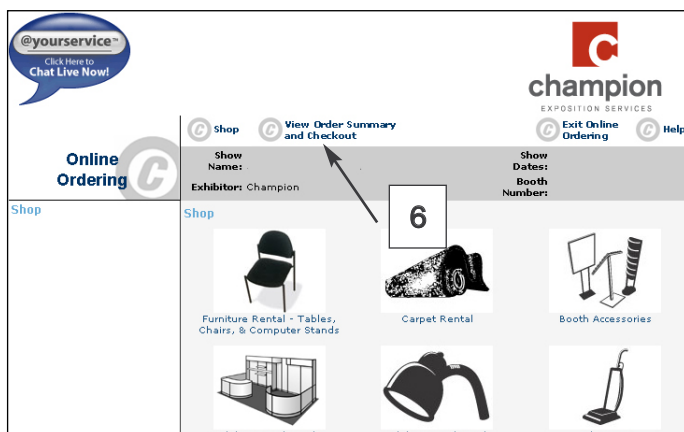 @yourservice™
Click Here to
Chat Live Now!
C
champion
EXPOSITION SERVICES
Shop
View Order Summary
and Checkout
Exit Online
Ordering
Help
Online
Ordering
Show
Name:
Show
Dates:
Exhibitor: Champion
Booth
Number:
Shop
Shop
6
Furniture Rental - Tables,
Chairs, & Computer Stands
Carpet Rental
Booth Accessories